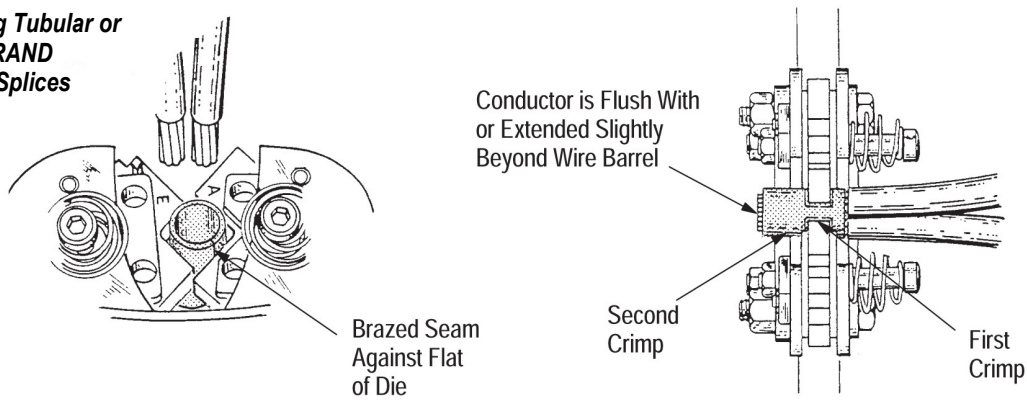 g Tubular or
RAND
Splices
A
E
Brazed Seam
Against Flat
of Die
Conductor is Flush With
or Extended Slightly
Beyond Wire Barrel
Second
Crimp
First
Crimp